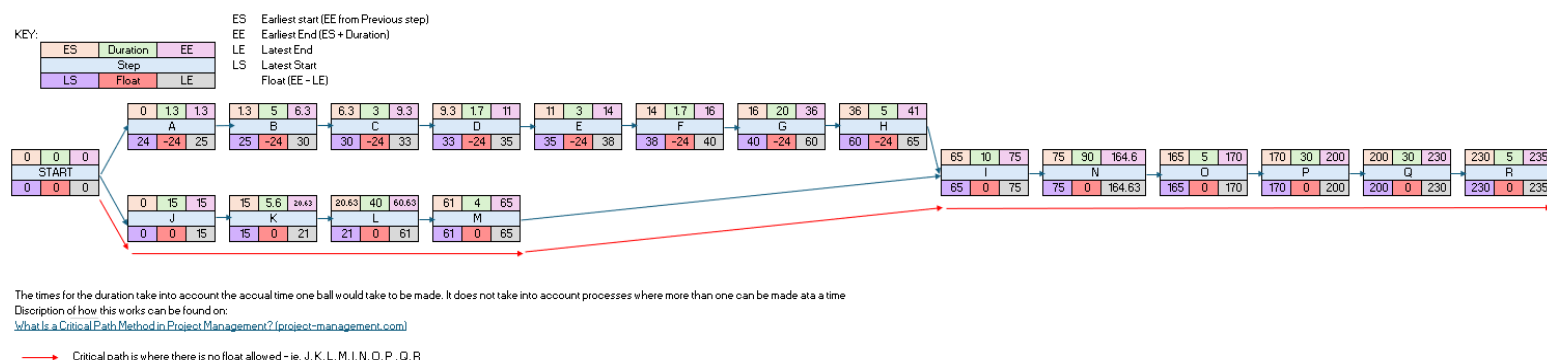 ES Earliest start (EE from Previous step)
KEY: EE Earliest End (ES + Duration)
ES Duration EE LE Latest End
Step LS Latest Start
LS Float LE Float (EE - LE)
0 1.3 1.3 1.3 5 6.3 6.3 3 9.3 9.3 1.7 11 11 3 14 14 1.7 16 16 20 36 36 5 41
A B C D E F G H
24 -24 25 25 -24 30 30 -24 33 33 -24 35 35 -24 38 38 -24 40 40 -24 60 60 -24 65
0 0 0 65 10 75 75 90 164.6 165 5 170 170 30 200 200 30 230 230 5 235
START I N O P Q R
0 0 0 65 0 75 75 0 164.63 165 0 170 170 0 200 200 0 230 230 0 235
0 15 15 15 5.6 20.63 20.63 40 60.63 61 4 65
J K L M
0 0 15 15 0 21 21 0 61 61 0 65
The times for the duration take into account the accual time one ball would take to be made. It does not take into account processes where more than one can be made ata a time
Discription of how this works can be found on:
What Is a Critical Path Method in Project Management? (project-management.com)
Critical path is where there is no float allowed - ie. J, K, L, M, I, N, O, P, Q, R